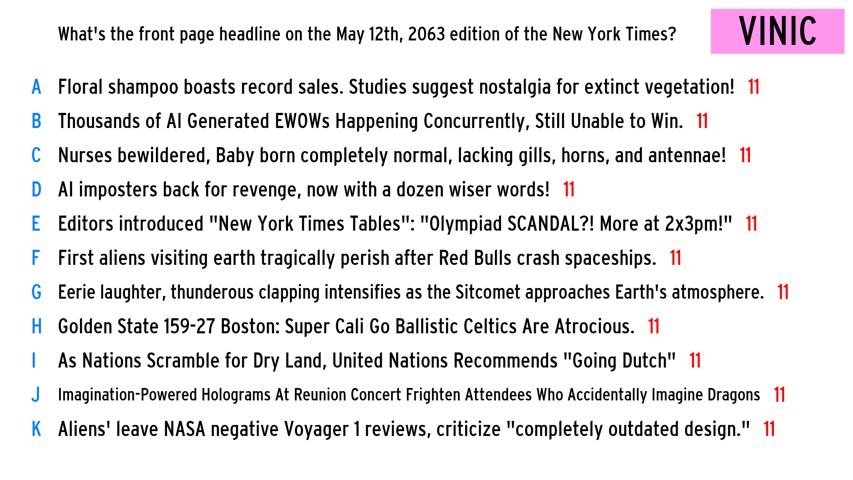 What's the front page headline on the May 12th, 2063 edition of the New York Times?
VINIC
A Floral shampoo boasts record sales. Studies suggest nostalgia for extinct vegetation! 11
B Thousands of AI Generated EWOWs Happening Concurrently, Still Unable to Win. 11
C Nurses bewildered, Baby born completely normal, lacking gills, horns, and antennae! 11
D AI imposters back for revenge, now with a dozen wiser words! 11
E Editors introduced "New York Times Tables": "Olympiad SCANDAL?! More at 2x3pm!" 11
F First aliens visiting earth tragically perish after Red Bulls crash spaceships. 11
G Eerie laughter, thunderous clapping intensifies as the Sitcomet approaches Earth's atmosphere. 11
H Golden State 159-27 Boston: Super Cali Go Ballistic Celtics Are Atrocious. 11
I As Nations Scramble for Dry Land, United Nations Recommends "Going Dutch" 11
J Imagination-Powered Holograms At Reunion Concert Frighten Attendees Who Accidentally Imagine Dragons 11
K Aliens' leave NASA negative Voyager 1 reviews, criticize "completely outdated design." 11